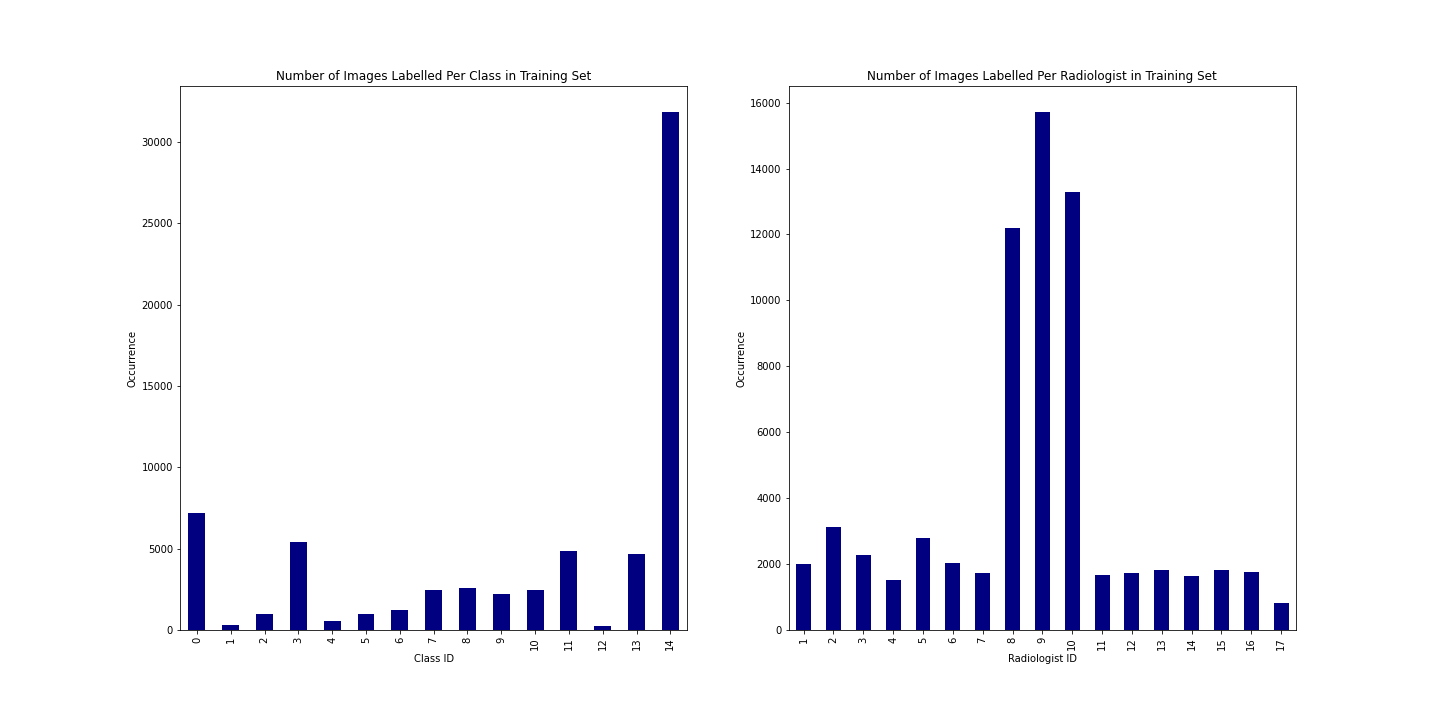 Number of Images Labelled Per Class in Training Set
30000
25000
20000
15000
10000
5000
0
Occurrence
0 1 2 3 4 5 6 7 8 9 10 11 12 13 14
Class ID
Number of Images Labelled Per Radiologist in Training Set
16000
14000
12000
10000
8000
6000
4000
2000
0
Occurrence
1 2 3 4 5 6 7 8 9 10 11 12 13 14 15 16 17
Radiologist ID